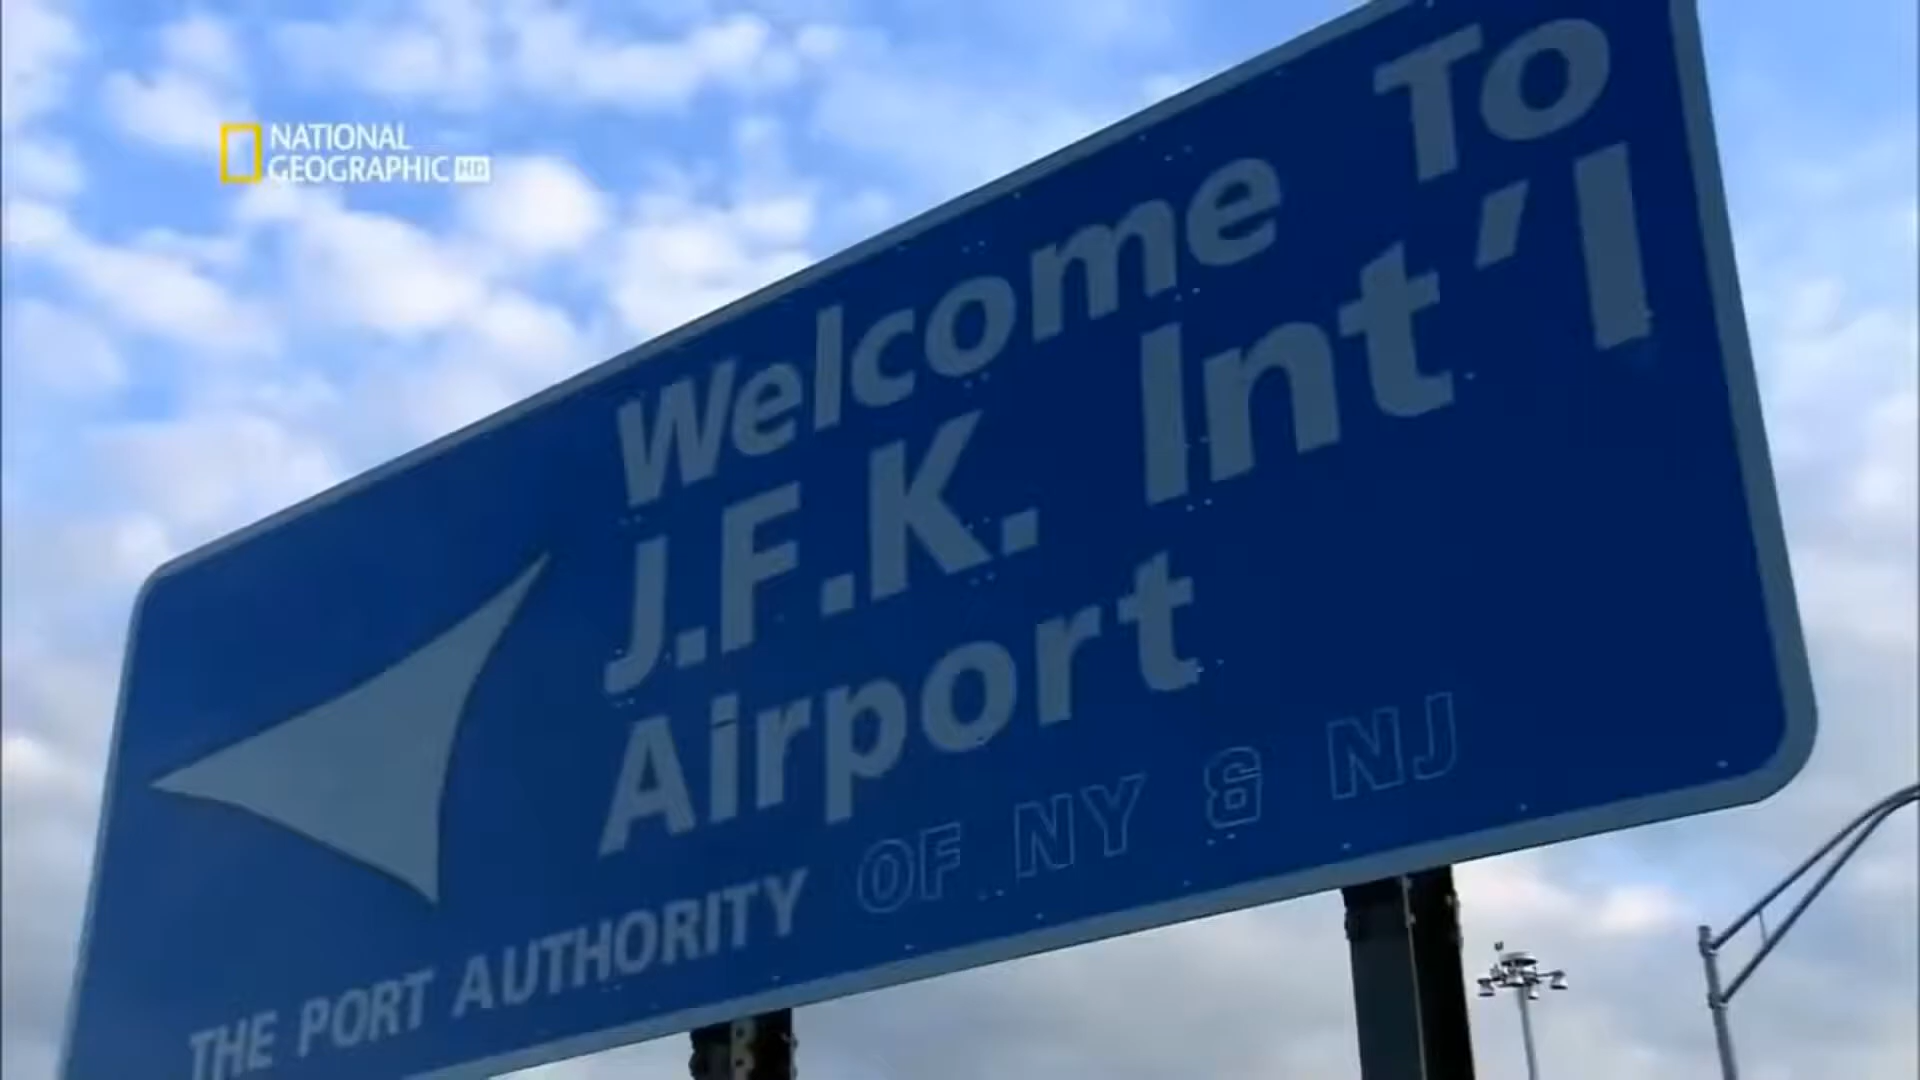 NATIONAL
GEOGRAPHIC HD
Welcome To
J.F.K. Int'l
Airport
THE PORT AUTHORITY OF NY & NJ